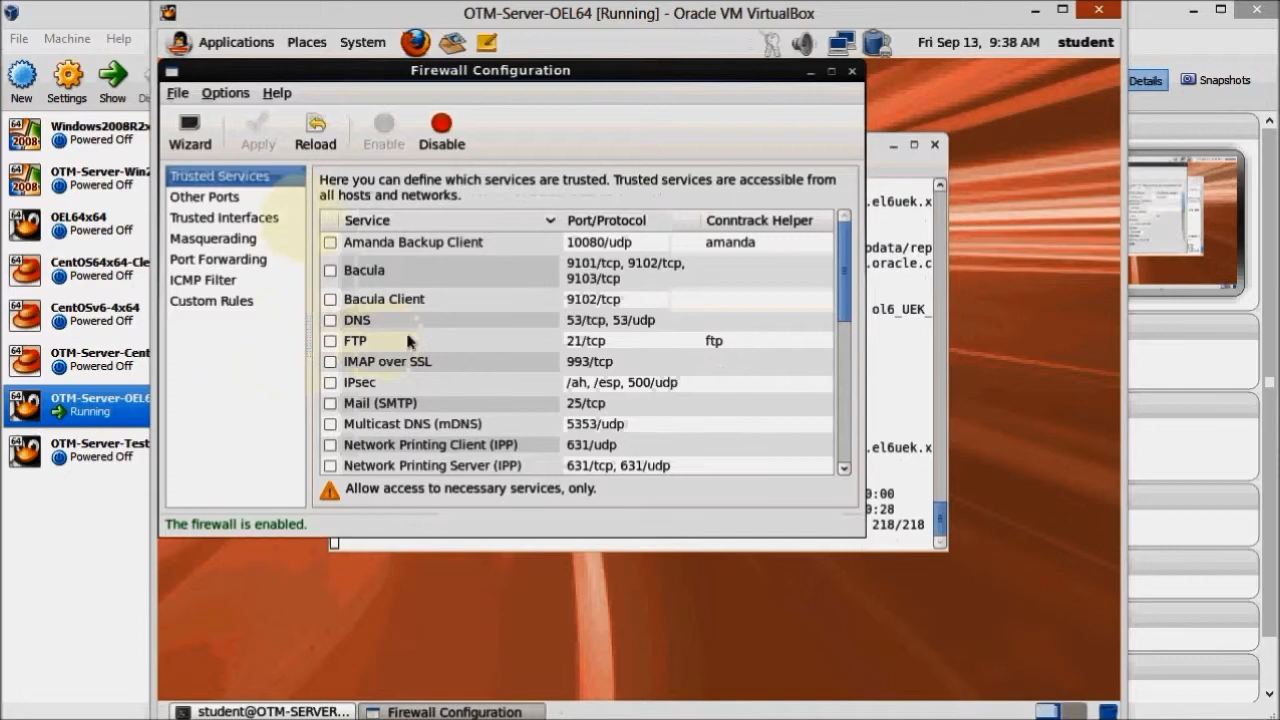 OTM-Server-OEL64 [Running] - Oracle VM VirtualBox
File Machine Help
Applications Places System
Fri Sep 13, 9:38 AM student
New Settings Show
Details Snapshots
Firewall Configuration
File Options Help
Wizard Apply Reload Enable Disable
Windows2008R2x
Powered Off
OTM-Server-Win2
Powered Off
OEL64x64
Powered Off
CentOS64x64-Cle
Powered Off
CentOSv6-4x64
Powered Off
OTM-Server-Cent
Powered Off
OTM-Server-OEL6
Running
OTM-Server-Test
Powered Off
Trusted Services
Other Ports
Trusted Interfaces
Masquerading
Port Forwarding
ICMP Filter
Custom Rules
Here you can define which services are trusted. Trusted services are accessible from
all hosts and networks.
Service Port/Protocol Conntrack Helper
Amanda Backup Client 10080/udp amanda
Bacula 9101/tcp, 9102/tcp,
9103/tcp
Bacula Client 9102/tcp
DNS 53/tcp, 53/udp
FTP 21/tcp ftp
IMAP over SSL 993/tcp
IPsec /ah, /esp, 500/udp
Mail (SMTP) 25/tcp
Multicast DNS (mDNS) 5353/udp
Network Printing Client (IPP) 631/udp
Network Printing Server (IPP) 631/tcp, 631/udp
Allow access to necessary services, only.
The firewall is enabled.
.el6uek.x
odata/rep
.oracle.c
ol6_UEK_
.el6uek.x
0:00
0:28
218/218
student@OTM-SERVER...
Firewall Configuration